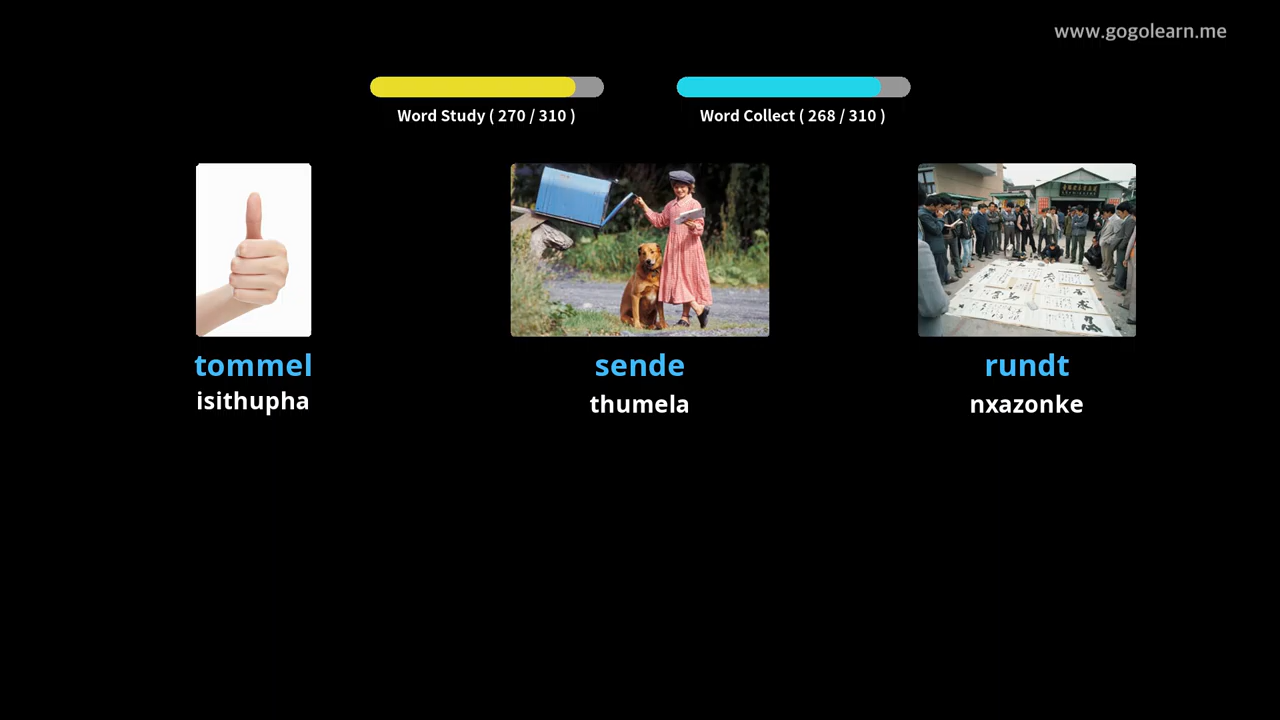 www.gogolearn.me
Word Study ( 270 / 310 )
Word Collect ( 268 / 310 )
tommel
isithupha
sende
thumela
rundt
nxazonke